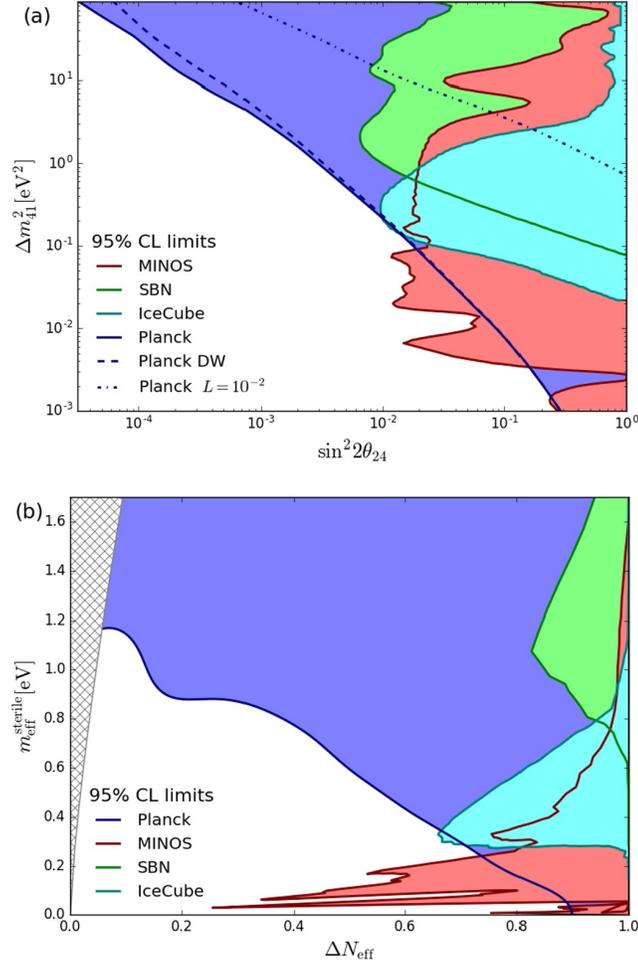 (a)
10¹
10⁰
10⁻¹
10⁻²
10⁻³
Δm²₄₁[eV²]
95% CL limits
MINOS
SBN
IceCube
Planck
Planck DW
Planck L=10⁻²
10⁻⁴ 10⁻³ 10⁻² 10⁻¹ 10⁰
sin²2θ₂₄
(b)
1.6
1.4
1.2
1.0
0.8
0.6
0.4
0.2
0.0
m_eff^sterile[eV]
95% CL limits
Planck
MINOS
SBN
IceCube
0.0 0.2 0.4 0.6 0.8 1.0
ΔN_eff